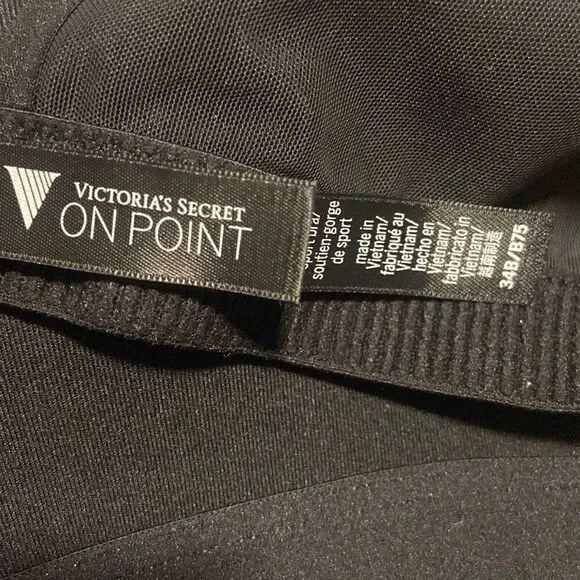 VICTORIA'S SECRET
ON POINT
sport bra/
soutien-gorge
de sport
made in
Vietnam/
fabriqué au
Vietnam/
hecho en
Vietnam/
fabbricato in
Vietnam/
越南制造
34B/B75